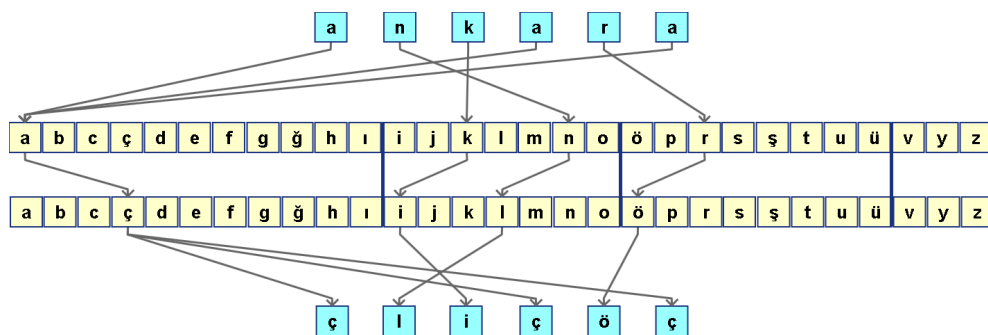 a n k a r a
a b c ç d e f g ğ h ı i j k l m n o ö p r s ş t u ü v y z
a b c ç d e f g ğ h ı i j k l m n o ö p r s ş t u ü v y z
ç l i ç ö ç